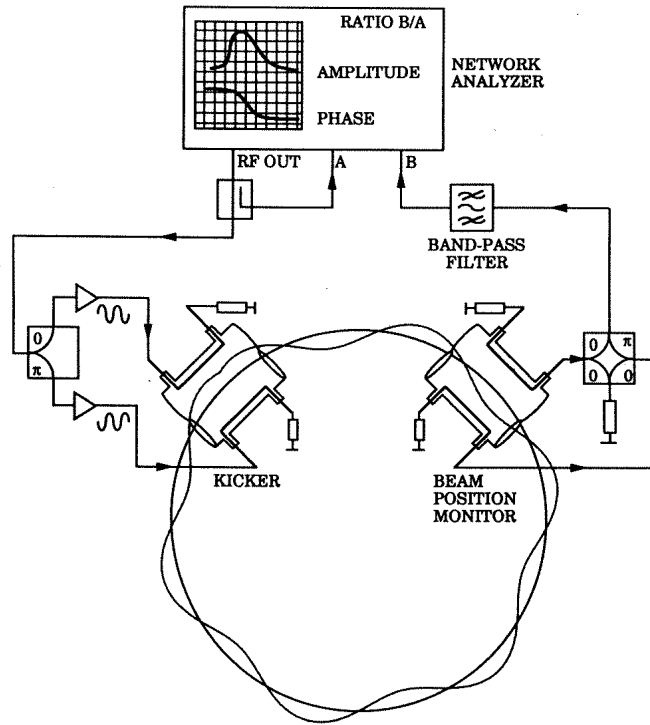 RATIO B/A
AMPLITUDE
PHASE
NETWORK
ANALYZER
RF OUT
A
B
BAND-PASS
FILTER
0
π
0
π
0
0
KICKER
BEAM
POSITION
MONITOR